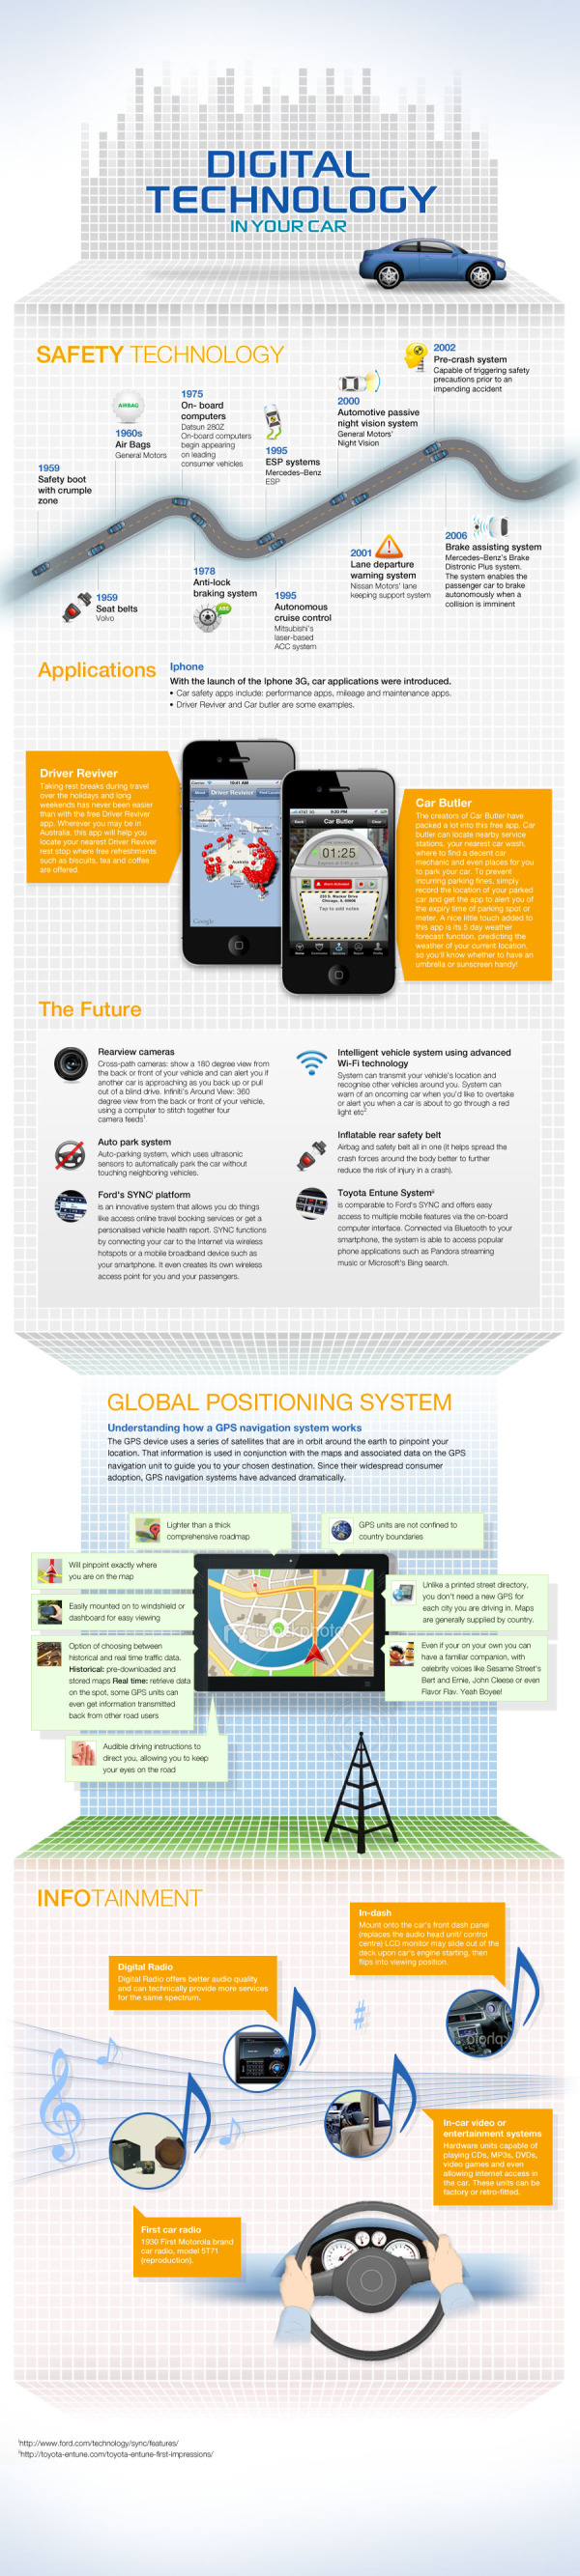 DIGITAL
TECHNOLOGY
IN YOUR CAR
SAFETY TECHNOLOGY
2002
Pre-crash system
Capable of triggering safety
precautions prior to an
impending accident
1975
On- board
computers
Datsun 280Z
On-board computers
begin appearing
on leading
consumer vehicles
2000
Automotive passive
night vision system
General Motors'
Night Vision
AIRBAG
1960s
Air Bags
General Motors
1995
ESP systems
Mercedes-Benz
ESP
1959
Safety boot
with crumple
zone
2006
Brake assisting system
Mercedes-Benz's Brake
Distronic Plus system.
The system enables the
passenger car to brake
autonomously when a
collision is imminent
2001
Lane departure
warning system
Nissan Motors' lane
keeping support system
1978
Anti-lock
braking system
ABS
1959
Seat belts
Volvo
1995
Autonomous
cruise control
Mitsubishi's
laser-based
ACC system
Applications
Iphone
With the launch of the Iphone 3G, car applications were introduced.
• Car safety apps include: performance apps, mileage and maintenance apps.
• Driver Reviver and Car butler are some examples.
Driver Reviver
Taking rest breaks during travel
over the holidays and long
weekends has never been easier
than with the free Driver Reviver
app. Wherever you may be in
Australia, this app will help you
locate your nearest Driver Reviver
rest stop where free refreshments
such as biscuits, tea and coffee
are offered.
10:41 AM
Driver Reviver
Australia
Google
Car Butler
01:25
Chicago, IL 60606
Tap to add notes
Car Butler
The creators of Car Butler have
packed a lot into this free app. Car
butler can locate nearby service
stations, your nearest car wash,
where to find a decent car
mechanic and even places for you
to park your car. To prevent
incurring parking fines, simply
record the location of your parked
car and get the app to alert you of
the expiry time of parking spot or
meter. A nice little touch added to
this app is its 5 day weather
forecast function, predicting the
weather of your current location,
so you'll know whether to have an
umbrella or sunscreen handy!
The Future
Rearview cameras
Cross-path cameras: show a 180 degree view from
the back of your vehicle and can alert you if
another car is approaching as you back up or pull
out of a blind drive. Infiniti's Around View: 360
degree view from the back or front of your vehicle,
using a computer to stitch together four
camera feeds
Auto park system
Auto-parking system, which uses ultrasonic
sensors to automatically park the car without
touching neighboring vehicles.
Ford's SYNC platform
is an innovative system that allows you do things
like access online travel booking services or get a
personalised vehicle health report. SYNC functions
by connecting your car to the Internet via wireless
hotspots or a mobile broadband device such as
your smartphone. It even creates its own wireless
access point for you and your passengers.
Intelligent vehicle system using advanced
Wi-Fi technology
System can transmit your vehicle's location and
recognise other vehicles around you. System can
warn of an oncoming car when you'd like to overtake
or alert you when a car is about to go through a red
light etc
Inflatable rear safety belt
Airbag and safety belt all in one (it helps spread the
crash forces around the body better to further
reduce the risk of injury in a crash).
Toyota Entune System
is comparable to Ford's SYNC and offers easy
access to multiple mobile features via the on-board
computer interface. Connected via Bluetooth to your
smartphone, the system is able to access popular
phone applications such as Pandora streaming
music or Microsoft's Bing search.
GLOBAL POSITIONING SYSTEM
Understanding how a GPS navigation system works
The GPS device uses a series of satellites that are in orbit around the earth to pinpoint your
location. That information is used in conjunction with the maps and associated data on the GPS
navigation unit to guide you to your chosen destination. Since their widespread consumer
adoption, GPS navigation systems have advanced dramatically.
Lighter than a thick
comprehensive roadmap
GPS units are not confined to
country boundaries
Will pinpoint exactly where
you are on the map
Easily mounted on to windshield or
dashboard for easy viewing
Option of choosing between
historical and real time traffic data.
Historical: pre-downloaded and
stored maps Real time: retrieve data
on the spot, some GPS units can
even get information transmitted
back from other road users
Audible driving instructions to
direct you, allowing you to keep
your eyes on the road
Unlike a printed street directory,
you don't need a new GPS for
each city you are driving in. Maps
are generally supplied by country.
Even if your on your own you can
have a familiar companion, with
celebrity voices like Sesame Street's
Bert and Ernie, John Cleese or even
Flavor Flav. Yeah Boyee!
INFOTAINMENT
In-dash
Mount onto the car's front dash panel
(replaces the audio head unit/ control
centre) LCD monitor may slide out of the
deck upon car's engine starting, then
flips into viewing position.
Digital Radio
Digital Radio offers better audio quality
and can technically provide more services
for the same spectrum.
In-car video or
entertainment systems
Hardware units capable of
playing CDs, MP3s, DVDs,
video games and even
allowing internet access in
the car. These units can be
factory or retro-fitted.
First car radio
1930 First Motorola brand
car radio, model 5T71
(reproduction).
http://www.ford.com/technology/sync/features/
http://toyota-entune.com/toyota-entune-first-impressions/